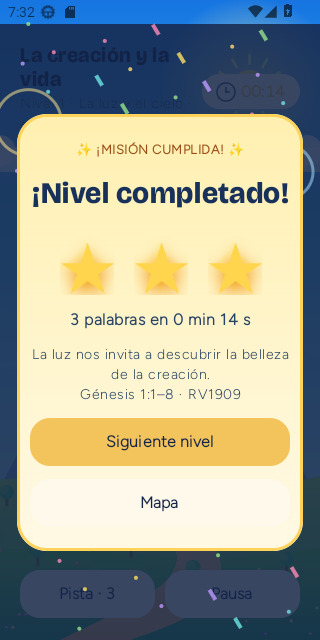 7:32
La creación y la
vida
00:14
✨ ¡MISIÓN CUMPLIDA! ✨
¡Nivel completado!
3 palabras en 0 min 14 s
La luz nos invita a descubrir la belleza
de la creación.
Génesis 1:1–8 · RV1909
Siguiente nivel
Mapa
Pista · 3
Pausa